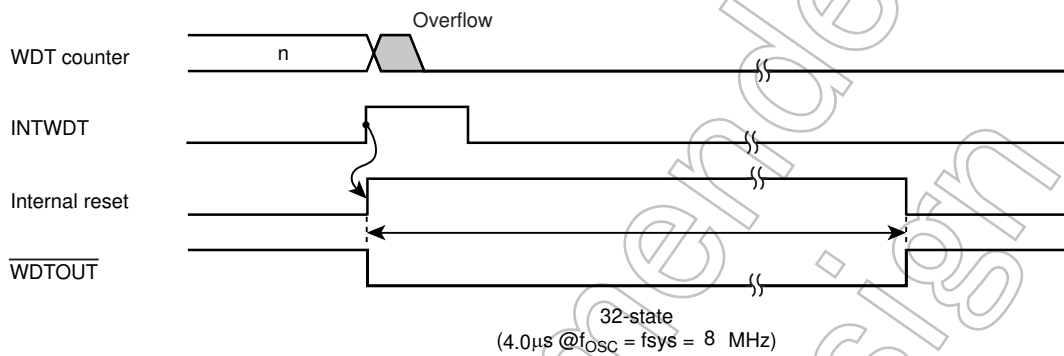 Overflow
WDT counter
n
INTWDT
Internal reset
WDTOUT
32-state
(4.0μs @fOSC = fsys = 8 MHz)